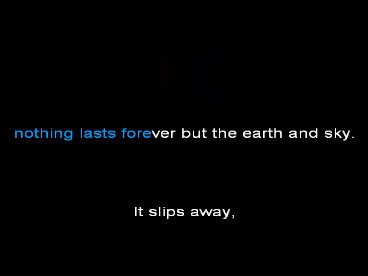 nothing lasts forever but the earth and sky.
It slips away,